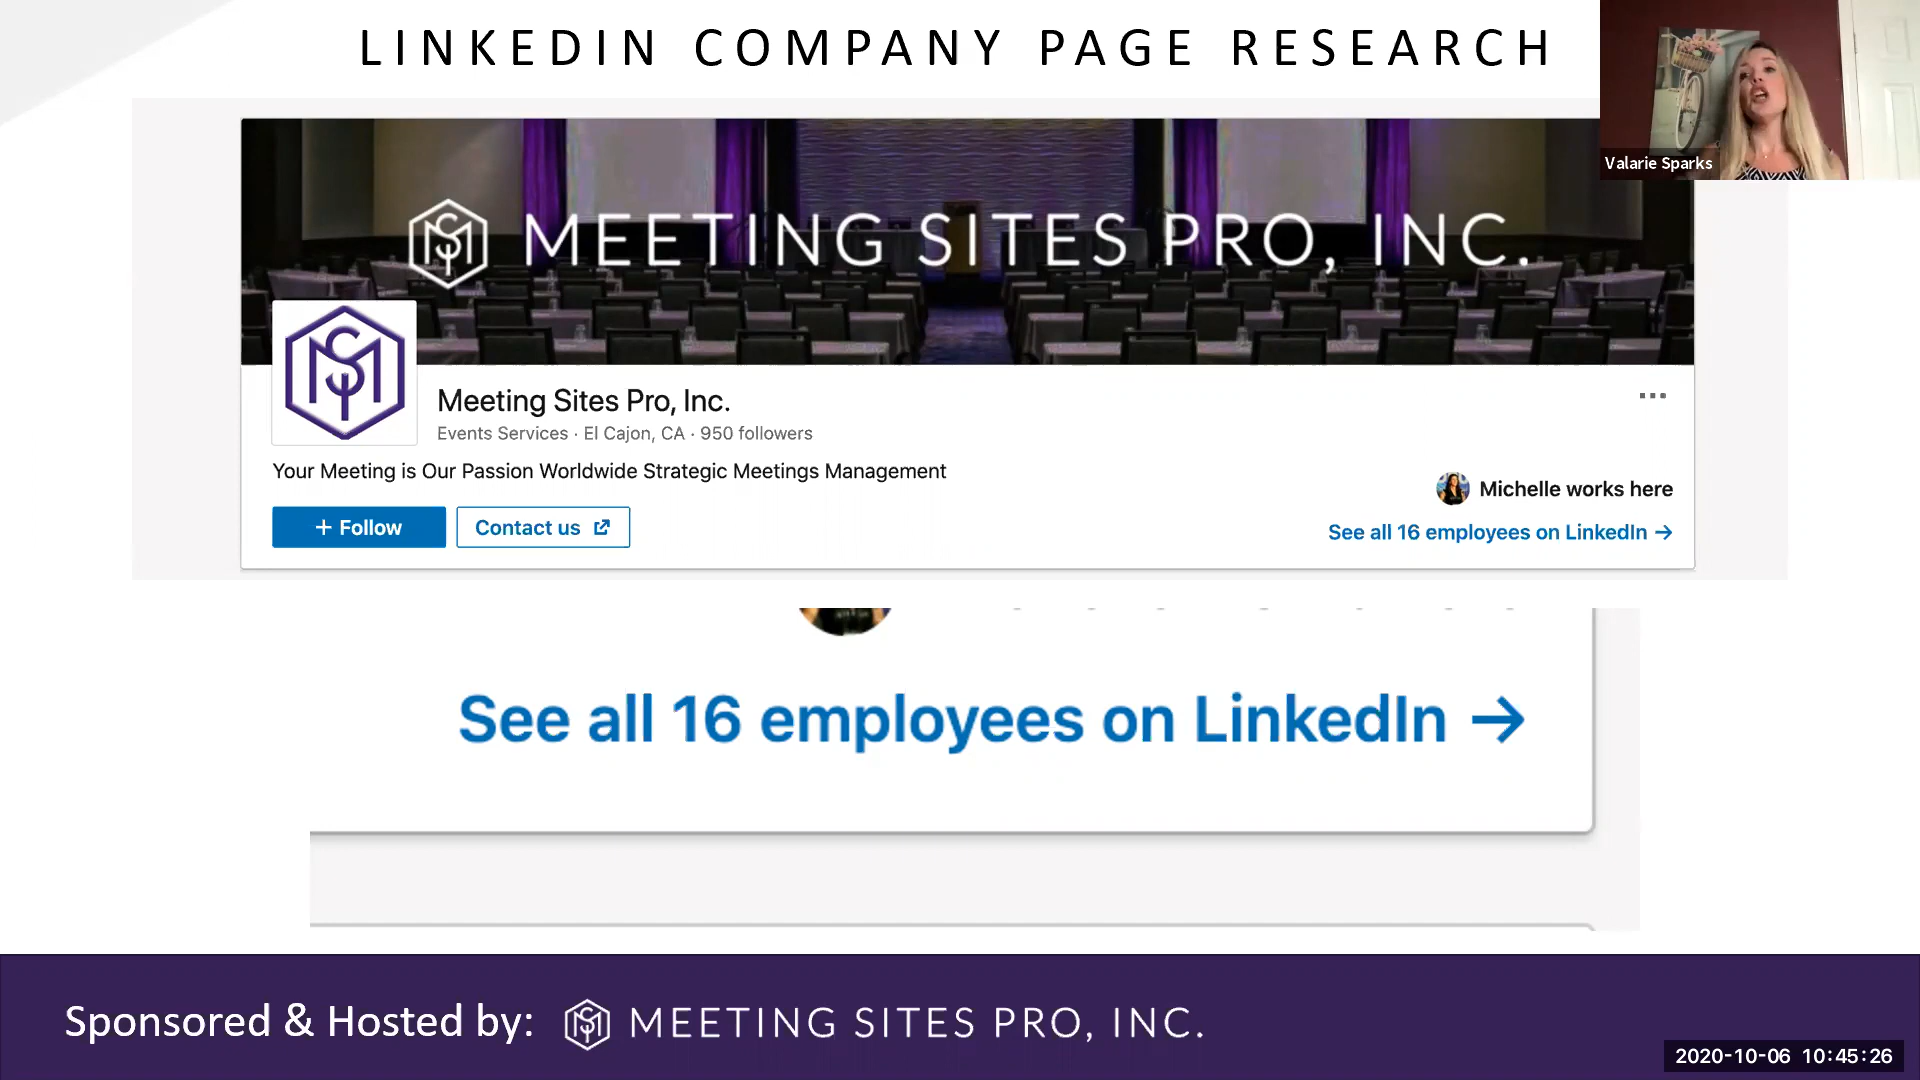 LINKEDIN COMPANY PAGE RESEARCH
Valarie Sparks
MEETING SITES PRO, INC.
Meeting Sites Pro, Inc.
Events Services · El Cajon, CA · 950 followers
Your Meeting is Our Passion Worldwide Strategic Meetings Management
Michelle works here
+ Follow
Contact us
See all 16 employees on LinkedIn →
See all 16 employees on LinkedIn →
Sponsored & Hosted by: MEETING SITES PRO, INC.
2020-10-06 10:45:26